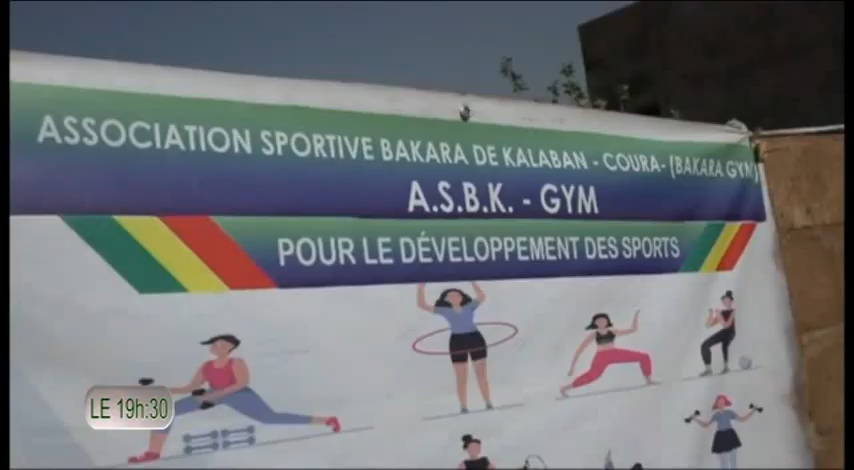 ASSOCIATION SPORTIVE BAKARA DE KALABAN - COURA- (BAKARA GYM)
A.S.B.K. - GYM
POUR LE DÉVELOPPEMENT DES SPORTS
LE 19h:30